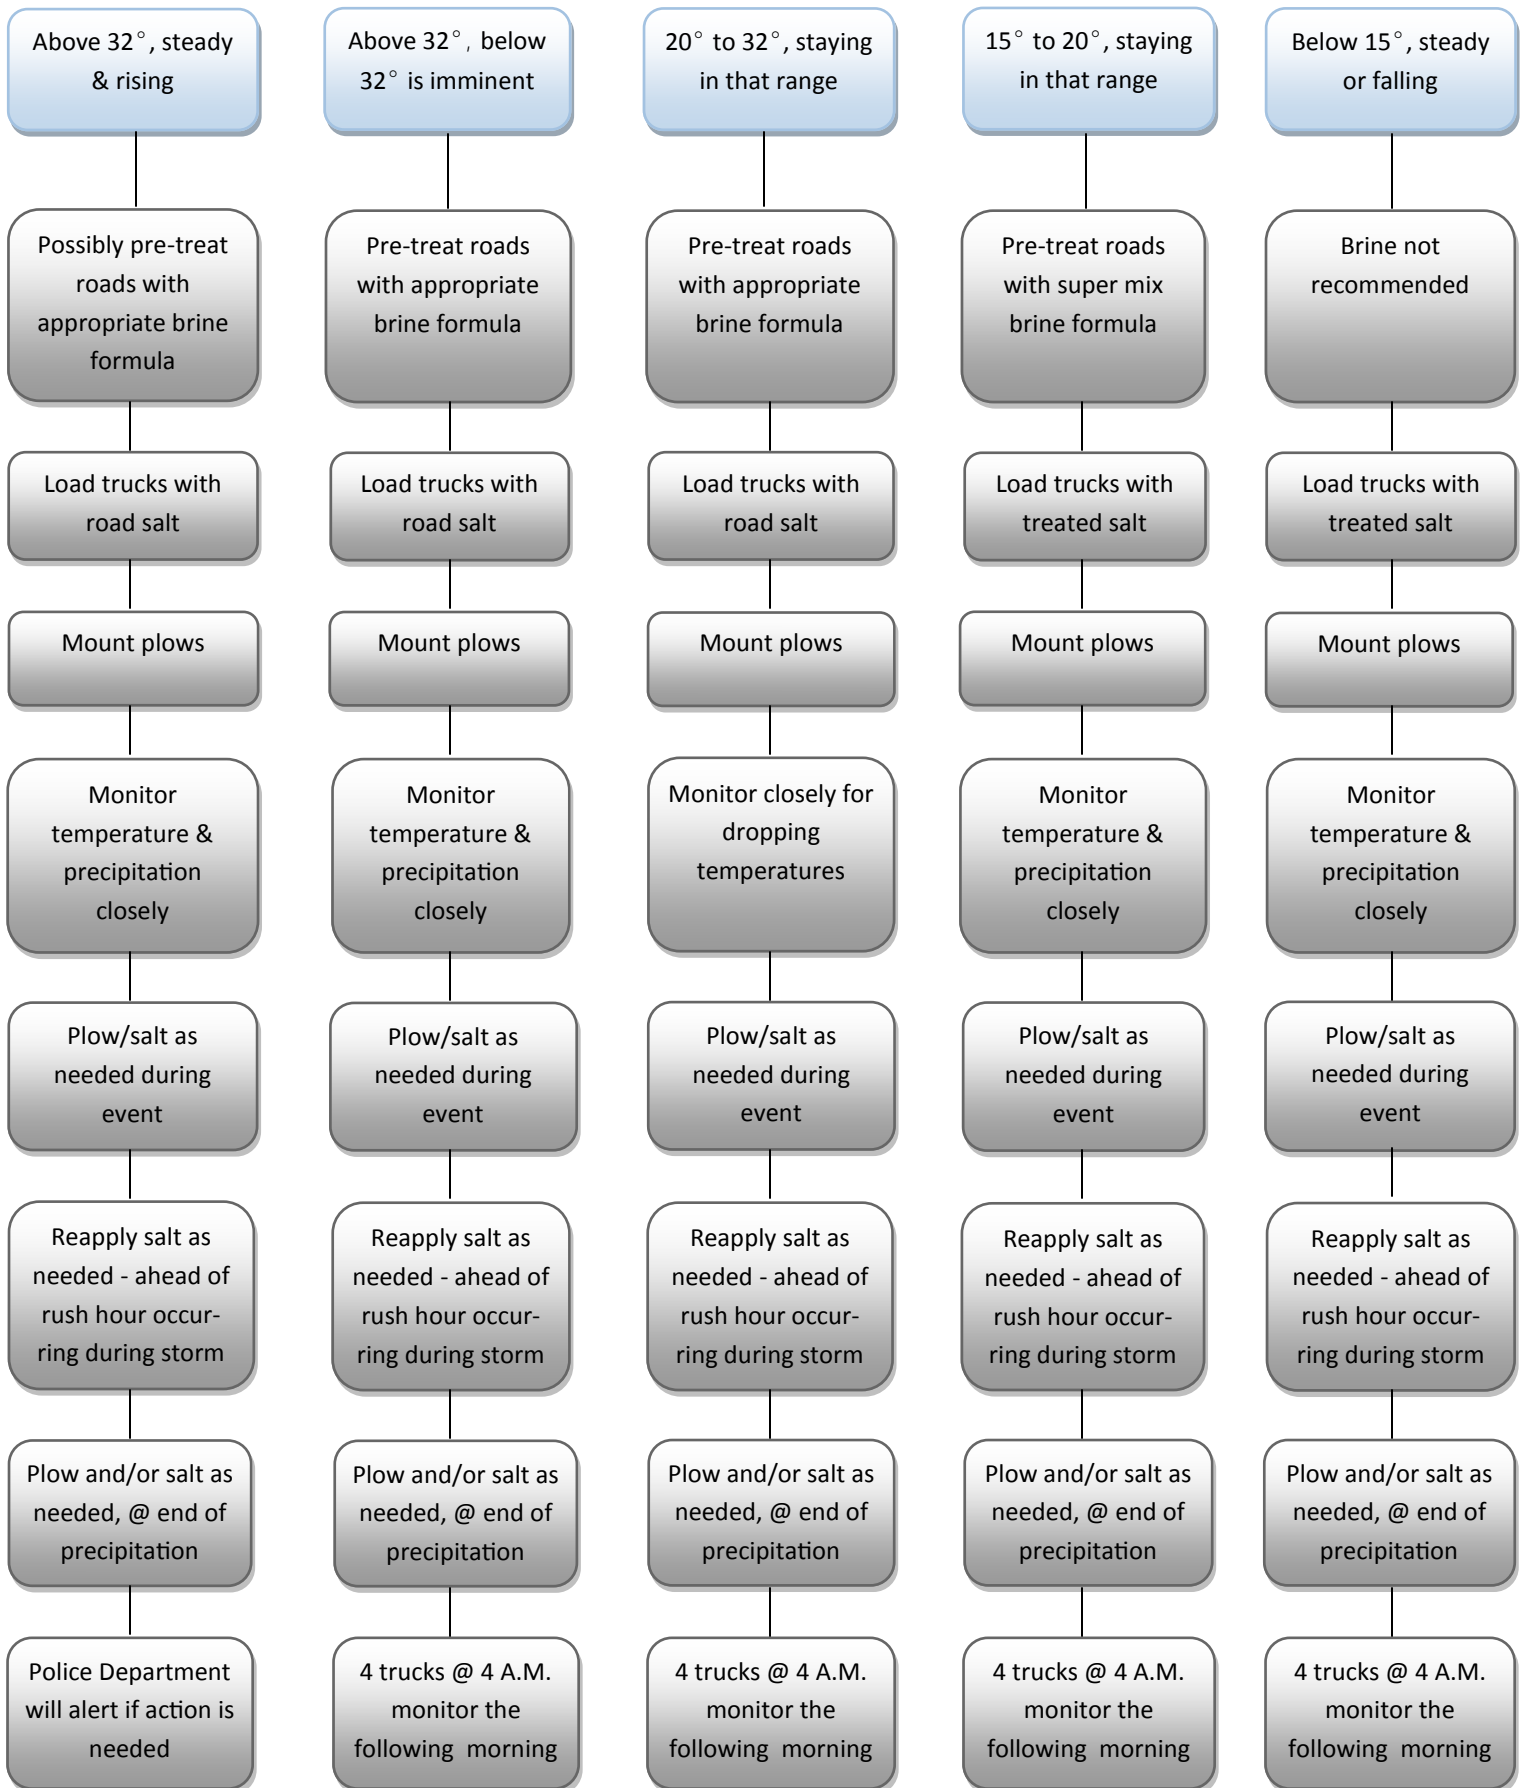 Above 32°, steady
& rising
Possibly pre-treat
roads with
appropriate brine
formula
Load trucks with
road salt
Mount plows
Monitor
temperature &
precipitation
closely
Plow/salt as
needed during
event
Reapply salt as
needed - ahead of
rush hour occur-
ring during storm
Plow and/or salt as
needed, @ end of
precipitation
Police Department
will alert if action is
needed
Above 32°, below
32° is imminent
Pre-treat roads
with appropriate
brine formula
Load trucks with
road salt
Mount plows
Monitor
temperature &
precipitation
closely
Plow/salt as
needed during
event
Reapply salt as
needed - ahead of
rush hour occur-
ring during storm
Plow and/or salt as
needed, @ end of
precipitation
4 trucks @ 4 A.M.
monitor the
following morning
20° to 32°, staying
in that range
Pre-treat roads
with appropriate
brine formula
Load trucks with
road salt
Mount plows
Monitor closely for
dropping
temperatures
Plow/salt as
needed during
event
Reapply salt as
needed - ahead of
rush hour occur-
ring during storm
Plow and/or salt as
needed, @ end of
precipitation
4 trucks @ 4 A.M.
monitor the
following morning
15° to 20°, staying
in that range
Pre-treat roads
with super mix
brine formula
Load trucks with
treated salt
Mount plows
Monitor
temperature &
precipitation
closely
Plow/salt as
needed during
event
Reapply salt as
needed - ahead of
rush hour occur-
ring during storm
Plow and/or salt as
needed, @ end of
precipitation
4 trucks @ 4 A.M.
monitor the
following morning
Below 15°, steady
or falling
Brine not
recommended
Load trucks with
treated salt
Mount plows
Monitor
temperature &
precipitation
closely
Plow/salt as
needed during
event
Reapply salt as
needed - ahead of
rush hour occur-
ring during storm
Plow and/or salt as
needed, @ end of
precipitation
4 trucks @ 4 A.M.
monitor the
following morning